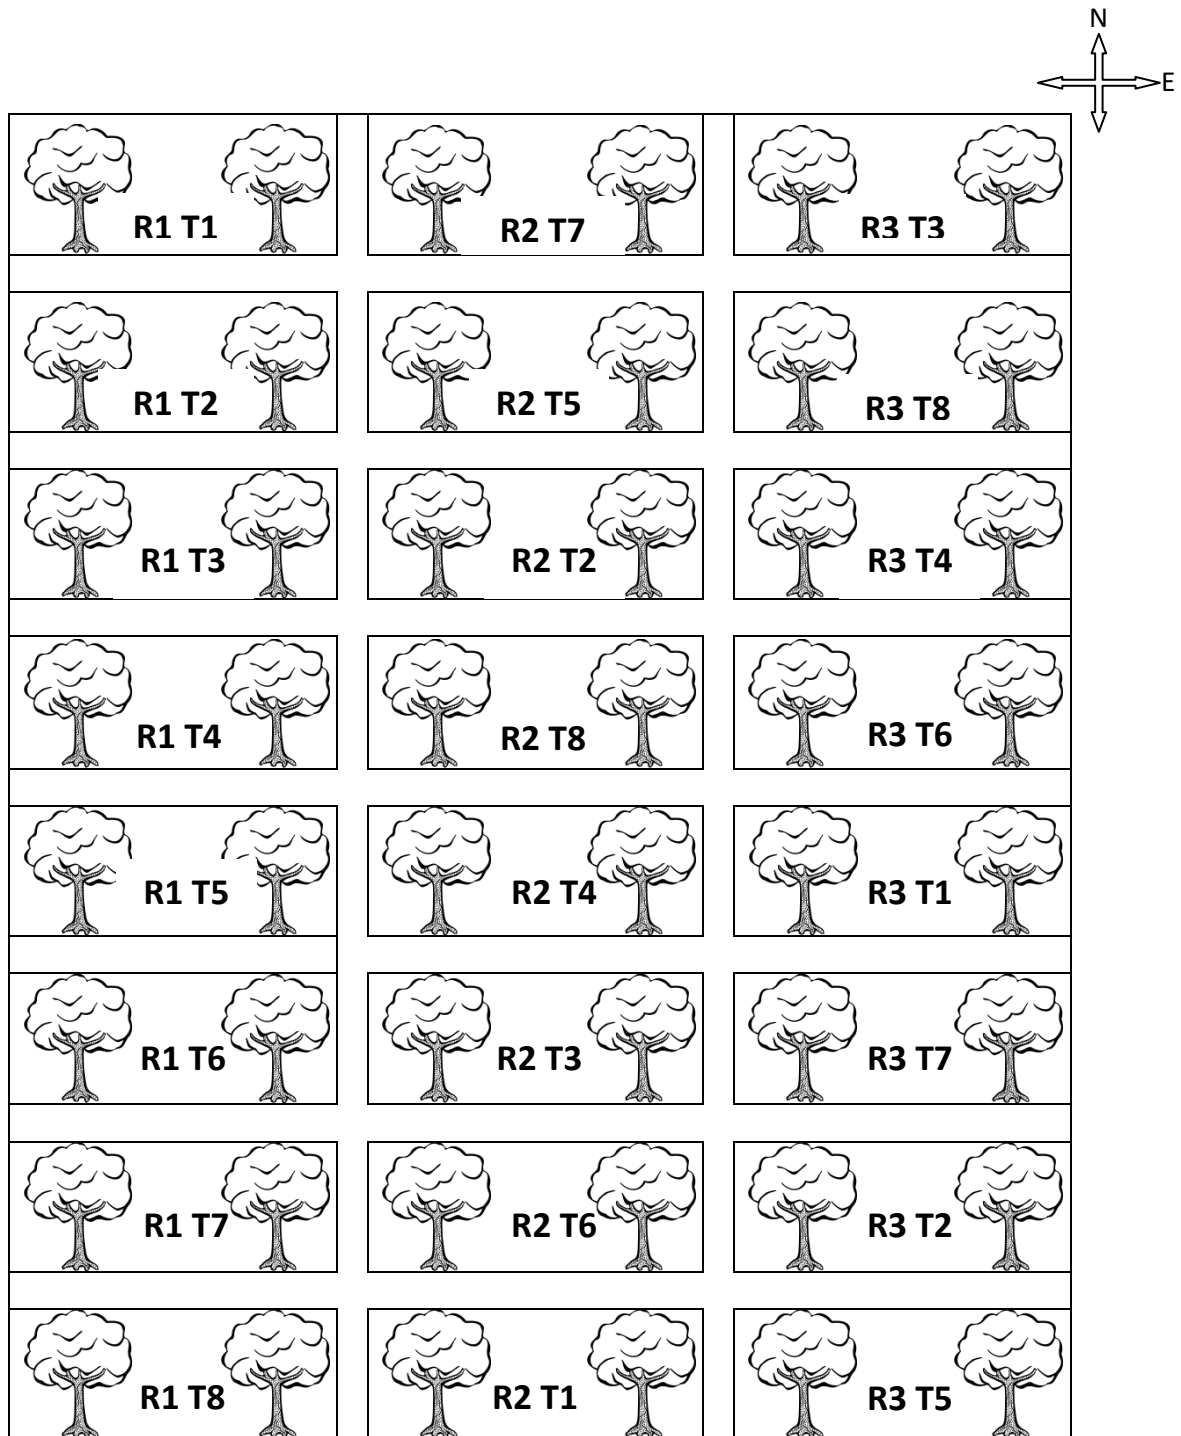 N
E
R1 T1
R2 T7
R3 T3
R1 T2
R2 T5
R3 T8
R1 T3
R2 T2
R3 T4
R1 T4
R2 T8
R3 T6
R1 T5
R2 T4
R3 T1
R1 T6
R2 T3
R3 T7
R1 T7
R2 T6
R3 T2
R1 T8
R2 T1
R3 T5